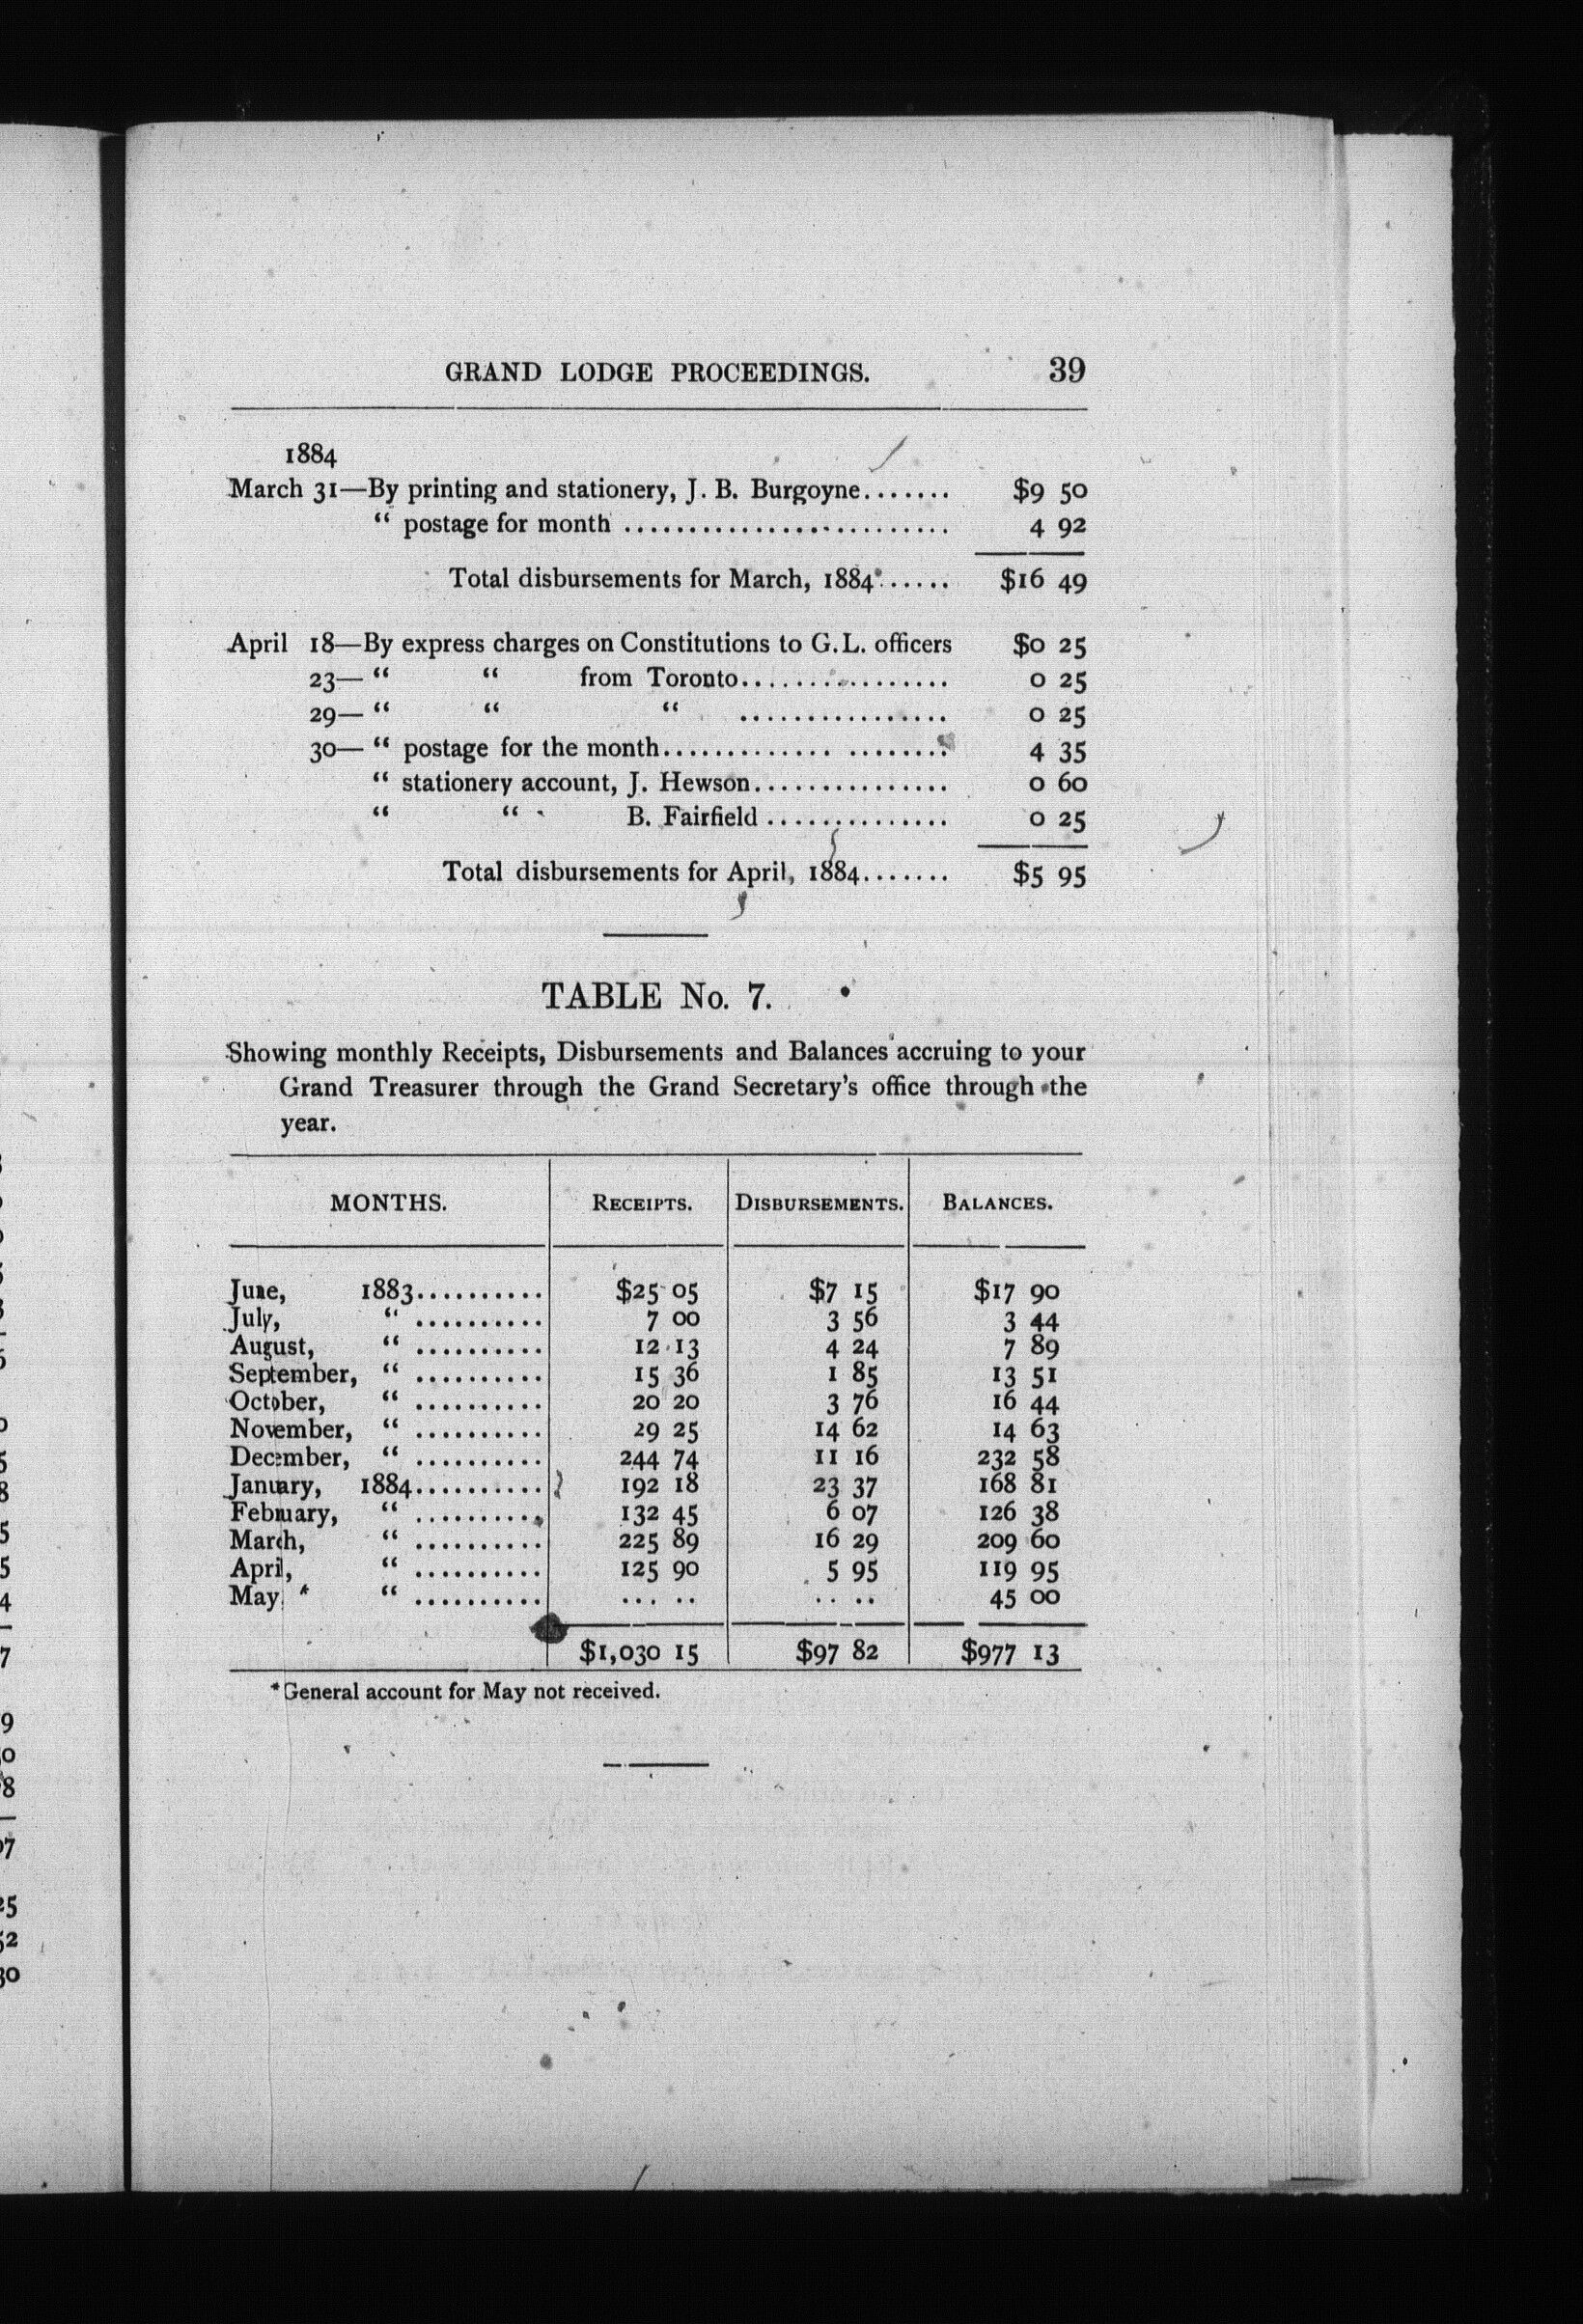 GRAND LODGE PROCEEDINGS. 39
1884
March 31—By printing and stationery, J. B. Burgoyne....... $9 50
“ postage for month ......................... 4 92
Total disbursements for March, 1884...... $16 49
April 18—By express charges on Constitutions to G.L. officers $0 25
23— “ “ from Toronto................ 0 25
29— “ “ “ ................ 0 25
30— “ postage for the month............. ........ 4 35
“ stationery account, J. Hewson............... 0 60
“ “ B. Fairfield .............. 0 25
Total disbursements for April, 1884....... $5 95
TABLE No. 7.
Showing monthly Receipts, Disbursements and Balances accruing to your
Grand Treasurer through the Grand Secretary’s office through the
year.
MONTHS. RECEIPTS. DISBURSEMENTS. BALANCES.
June, 1883.......... $25 05 $7 15 $17 90
July, “ .......... 7 00 3 56 3 44
August, “ .......... 12 13 4 24 7 89
September, “ .......... 15 36 1 85 13 51
October, “ .......... 20 20 3 76 16 44
November, “ .......... 29 25 14 62 14 63
December, “ .......... 244 74 11 16 232 58
January, 1884.......... 192 18 23 37 168 81
February, “ .......... 132 45 6 07 126 38
March, “ .......... 225 89 16 29 209 60
April, “ .......... 125 90 5 95 119 95
May * “ .......... ... .. .. .. 45 00
$1,030 15 $97 82 $977 13
*General account for May not received.